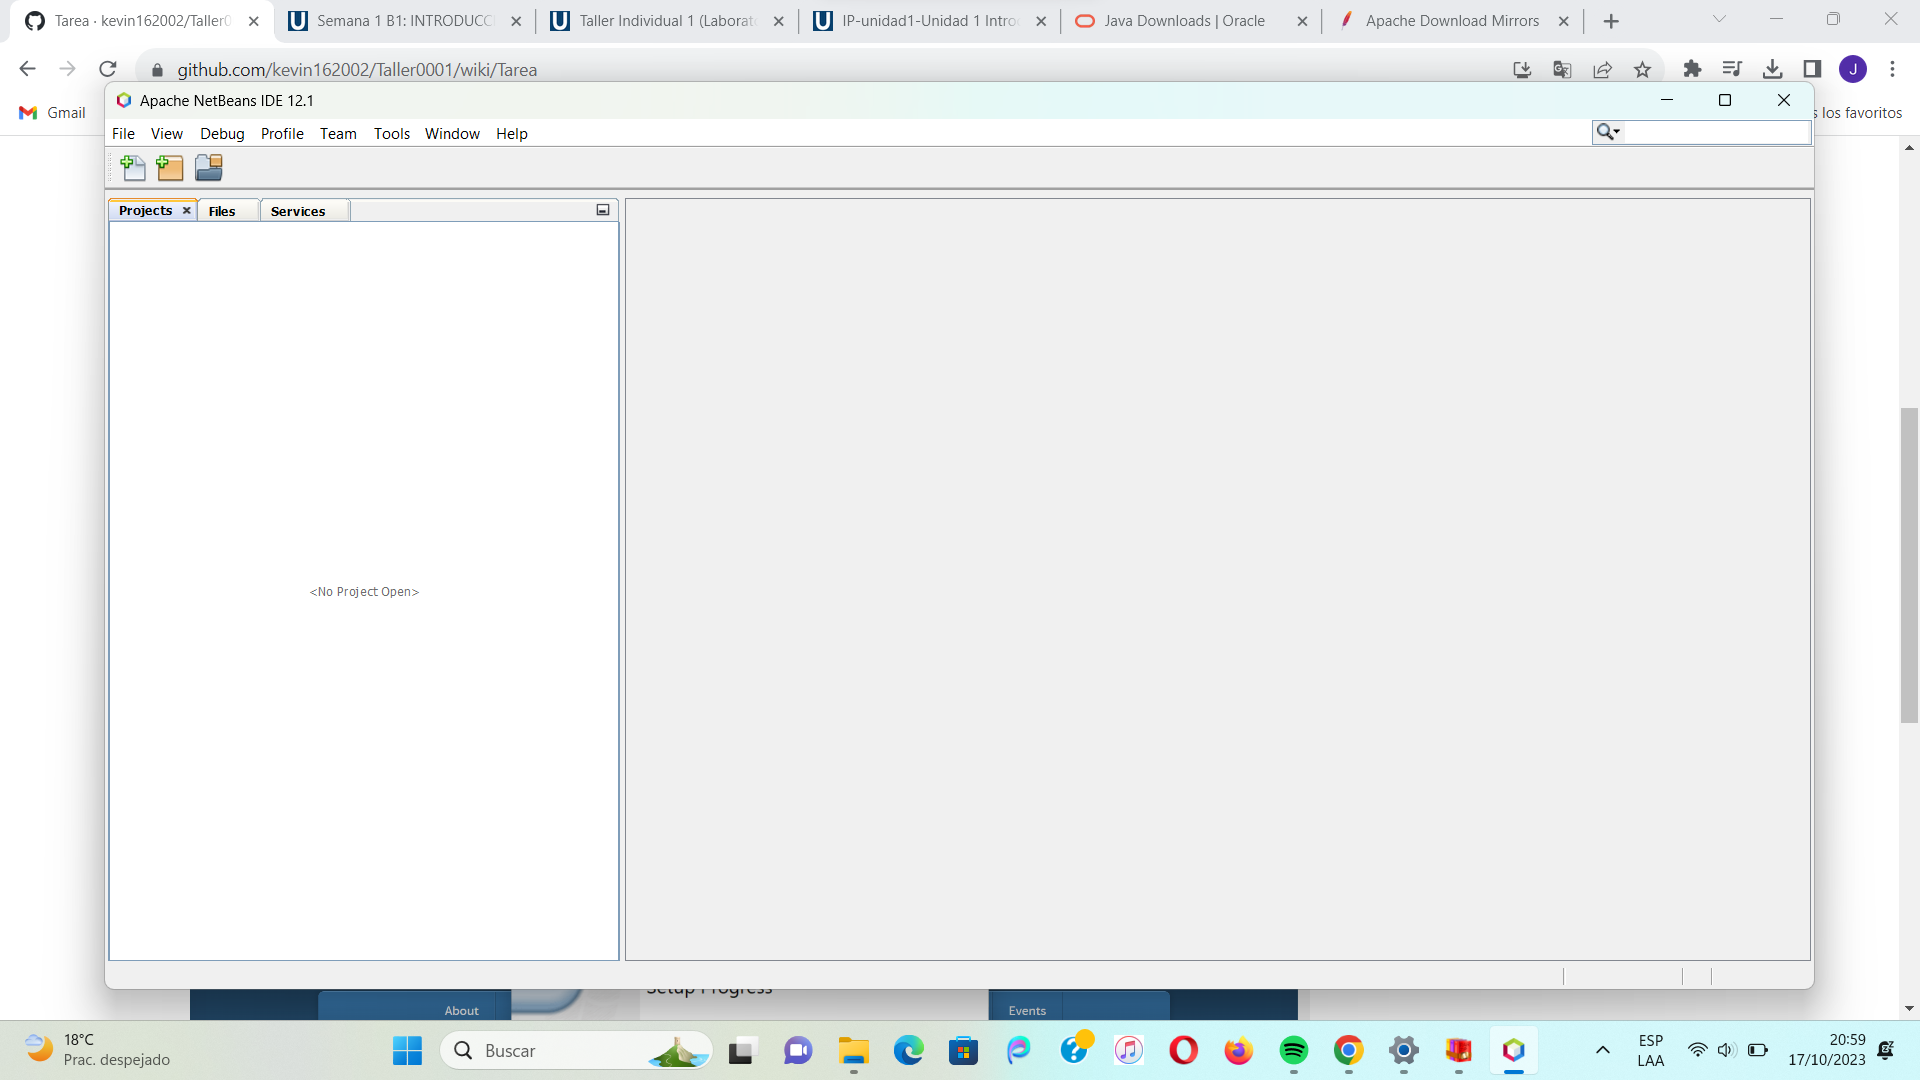 Tarea · kevin162002/Taller0
Semana 1 B1: INTRODUCCI
Taller Individual 1 (Laborato
IP-unidad1-Unidad 1 Introd
Java Downloads | Oracle
Apache Download Mirrors
github.com/kevin162002/Taller0001/wiki/Tarea
J
Gmail
s los favoritos
Apache NetBeans IDE 12.1
File View Debug Profile Team Tools Window Help
Projects Files Services
<No Project Open>
Setup Progress
About
Events
18°C
Prac. despejado
Buscar
ESP
LAA
20:59
17/10/2023